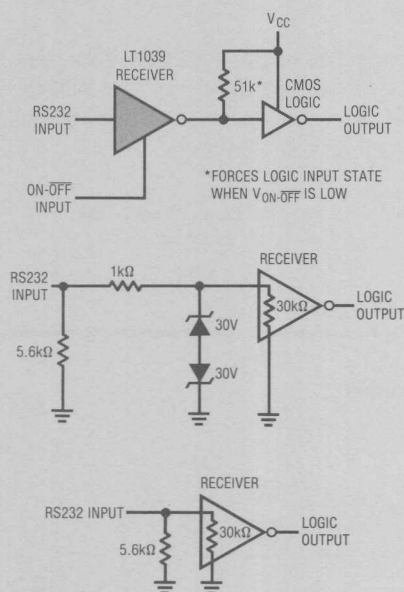 V_CC
LT1039
RECEIVER
51k*
CMOS
LOGIC
RS232
INPUT
LOGIC
OUTPUT
ON-O̅F̅F̅
INPUT
*FORCES LOGIC INPUT STATE
WHEN V_ON-O̅F̅F̅ IS LOW
RECEIVER
RS232
INPUT
1kΩ
30V
30kΩ
LOGIC
OUTPUT
5.6kΩ
30V
RECEIVER
RS232 INPUT
5.6kΩ
30kΩ
LOGIC
OUTPUT